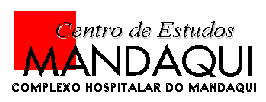 Centro de Estudos
MANDAQUI
COMPLEXO HOSPITALAR DO MANDAQUI